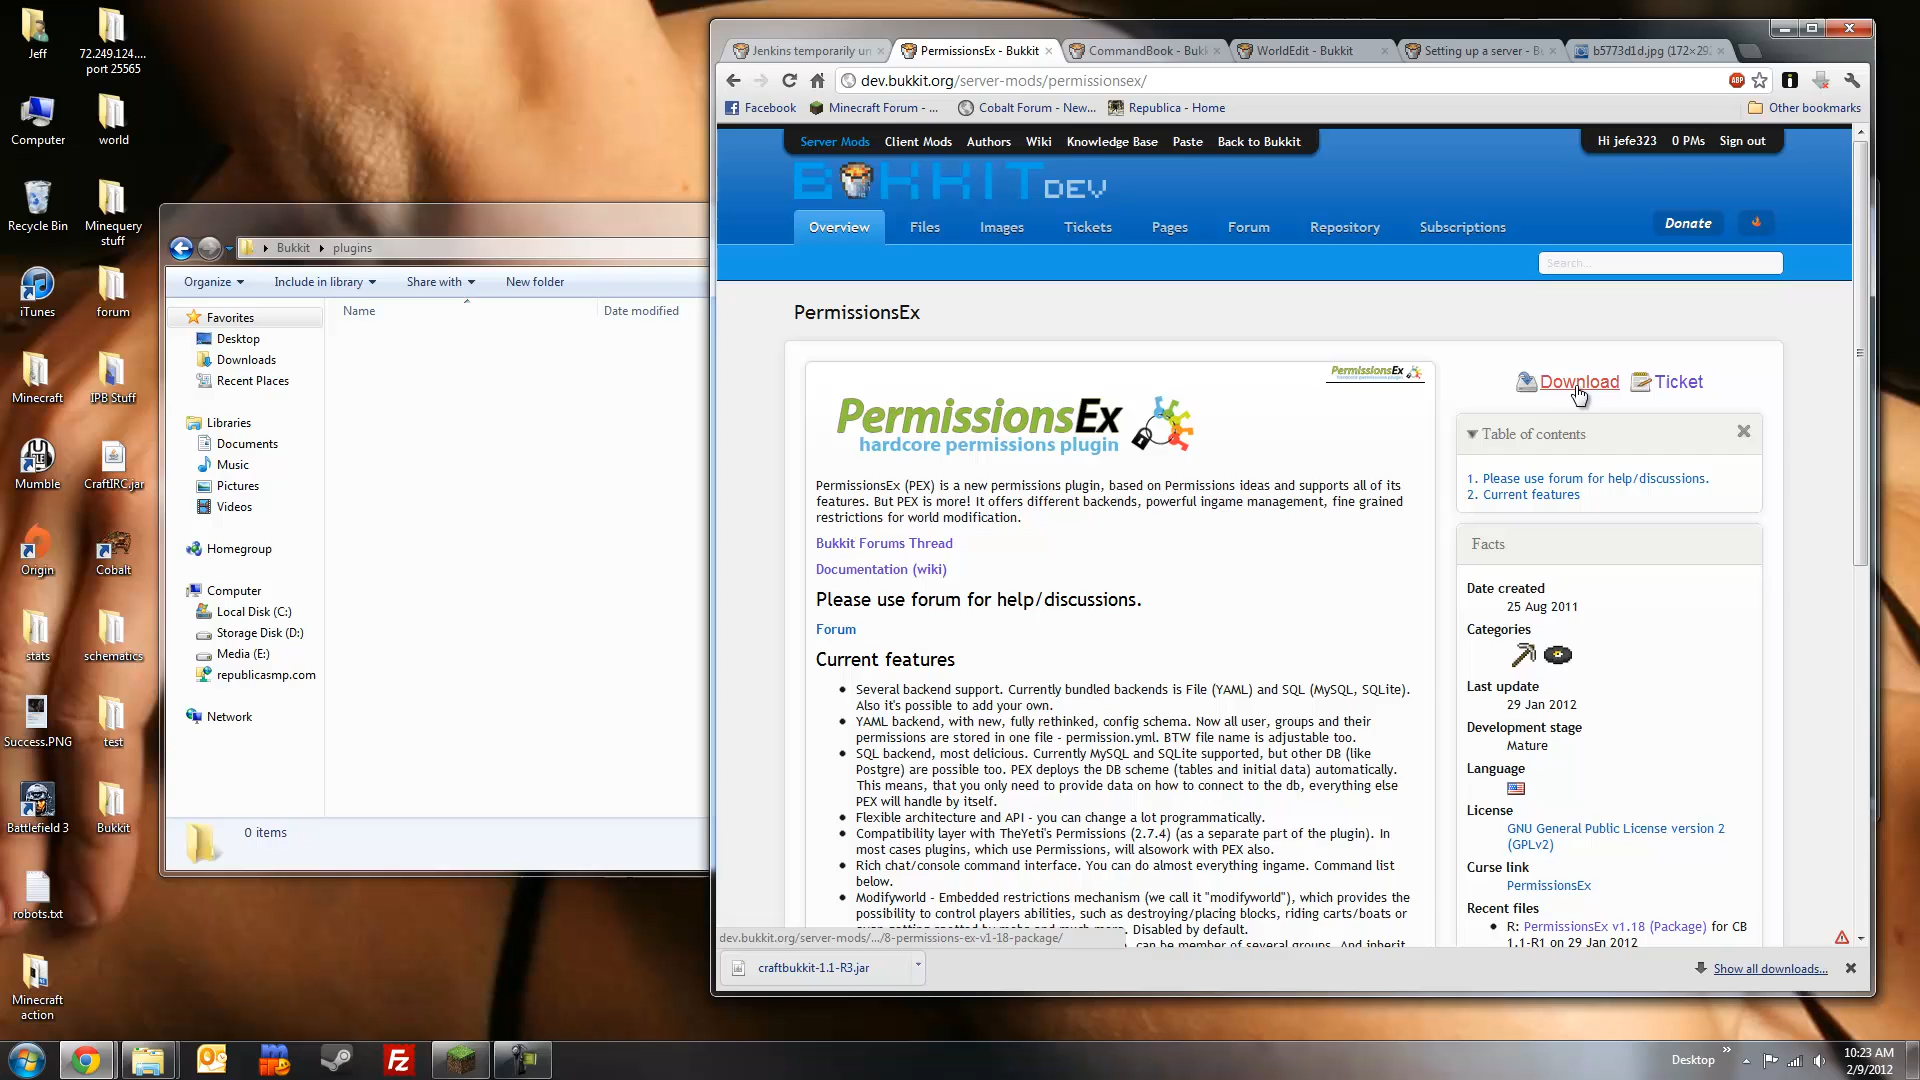 Jeff
72.249.124....
port 25565
Computer
world
Recycle Bin
Minequery
stuff
iTunes
forum
Minecraft
IPB Stuff
Mumble
CraftIRC.jar
Origin
Cobalt
stats
schematics
Success.PNG
test
Battlefield 3
Bukkit
robots.txt
Minecraft
action
Bukkit
plugins
Organize
Include in library
Share with
New folder
Name
Date modified
Favorites
Desktop
Downloads
Recent Places
Libraries
Documents
Music
Pictures
Videos
Homegroup
Computer
Local Disk (C:)
Storage Disk (D:)
Media (E:)
republicasmp.com
Network
0 items
Jenkins temporarily un
PermissionsEx - Bukkit
CommandBook - Bukk
WorldEdit - Bukkit
Setting up a server - B
b5773d1d.jpg (172×29
dev.bukkit.org/server-mods/permissionsex/
ABP
Facebook
Minecraft Forum - ...
Cobalt Forum - New...
Republica - Home
Other bookmarks
Server Mods
Client Mods
Authors
Wiki
Knowledge Base
Paste
Back to Bukkit
Hi jefe323
0 PMs
Sign out
BUKKIT DEV
Overview
Files
Images
Tickets
Pages
Forum
Repository
Subscriptions
Donate
Search...
PermissionsEx
PermissionsEx
PermissionsEx
hardcore permissions plugin
Download
Ticket
PermissionsEx (PEX) is a new permissions plugin, based on Permissions ideas and supports all of its
features. But PEX is more! It offers different backends, powerful ingame management, fine grained
restrictions for world modification.
Bukkit Forums Thread
Documentation (wiki)
Please use forum for help/discussions.
Forum
Current features
Several backend support. Currently bundled backends is File (YAML) and SQL (MySQL, SQLite).
Also it's possible to add your own.
YAML backend, with new, fully rethinked, config schema. Now all user, groups and their
permissions are stored in one file - permission.yml. BTW file name is adjustable too.
SQL backend, most delicious. Currently MySQL and SQLite supported, but other DB (like
Postgre) are possible too. PEX deploys the DB scheme (tables and initial data) automatically.
This means, that you only need to provide data on how to connect to the db, everything else
PEX will handle by itself.
Flexible architecture and API - you can change a lot programmatically.
Compatibility layer with TheYeti's Permissions (2.7.4) (as a separate part of the plugin). In
most cases plugins, which use Permissions, will alsowork with PEX also.
Rich chat/console command interface. You can do almost everything ingame. Command list
below.
Modifyworld - Embedded restrictions mechanism (we call it "modifyworld"), which provides the
possibility to control players abilities, such as destroying/placing blocks, riding carts/boats or
. Disabled by default.
can be member of several groups. And inherit
dev.bukkit.org/server-mods/.../8-permissions-ex-v1-18-package/
Table of contents
1. Please use forum for help/discussions.
2. Current features
Facts
Date created
25 Aug 2011
Categories
Last update
29 Jan 2012
Development stage
Mature
Language
License
GNU General Public License version 2
(GPLv2)
Curse link
PermissionsEx
Recent files
R: PermissionsEx v1.18 (Package) for CB
1.1-R1 on 29 Jan 2012
craftbukkit-1.1-R3.jar
Show all downloads...
Desktop
10:23 AM
2/9/2012